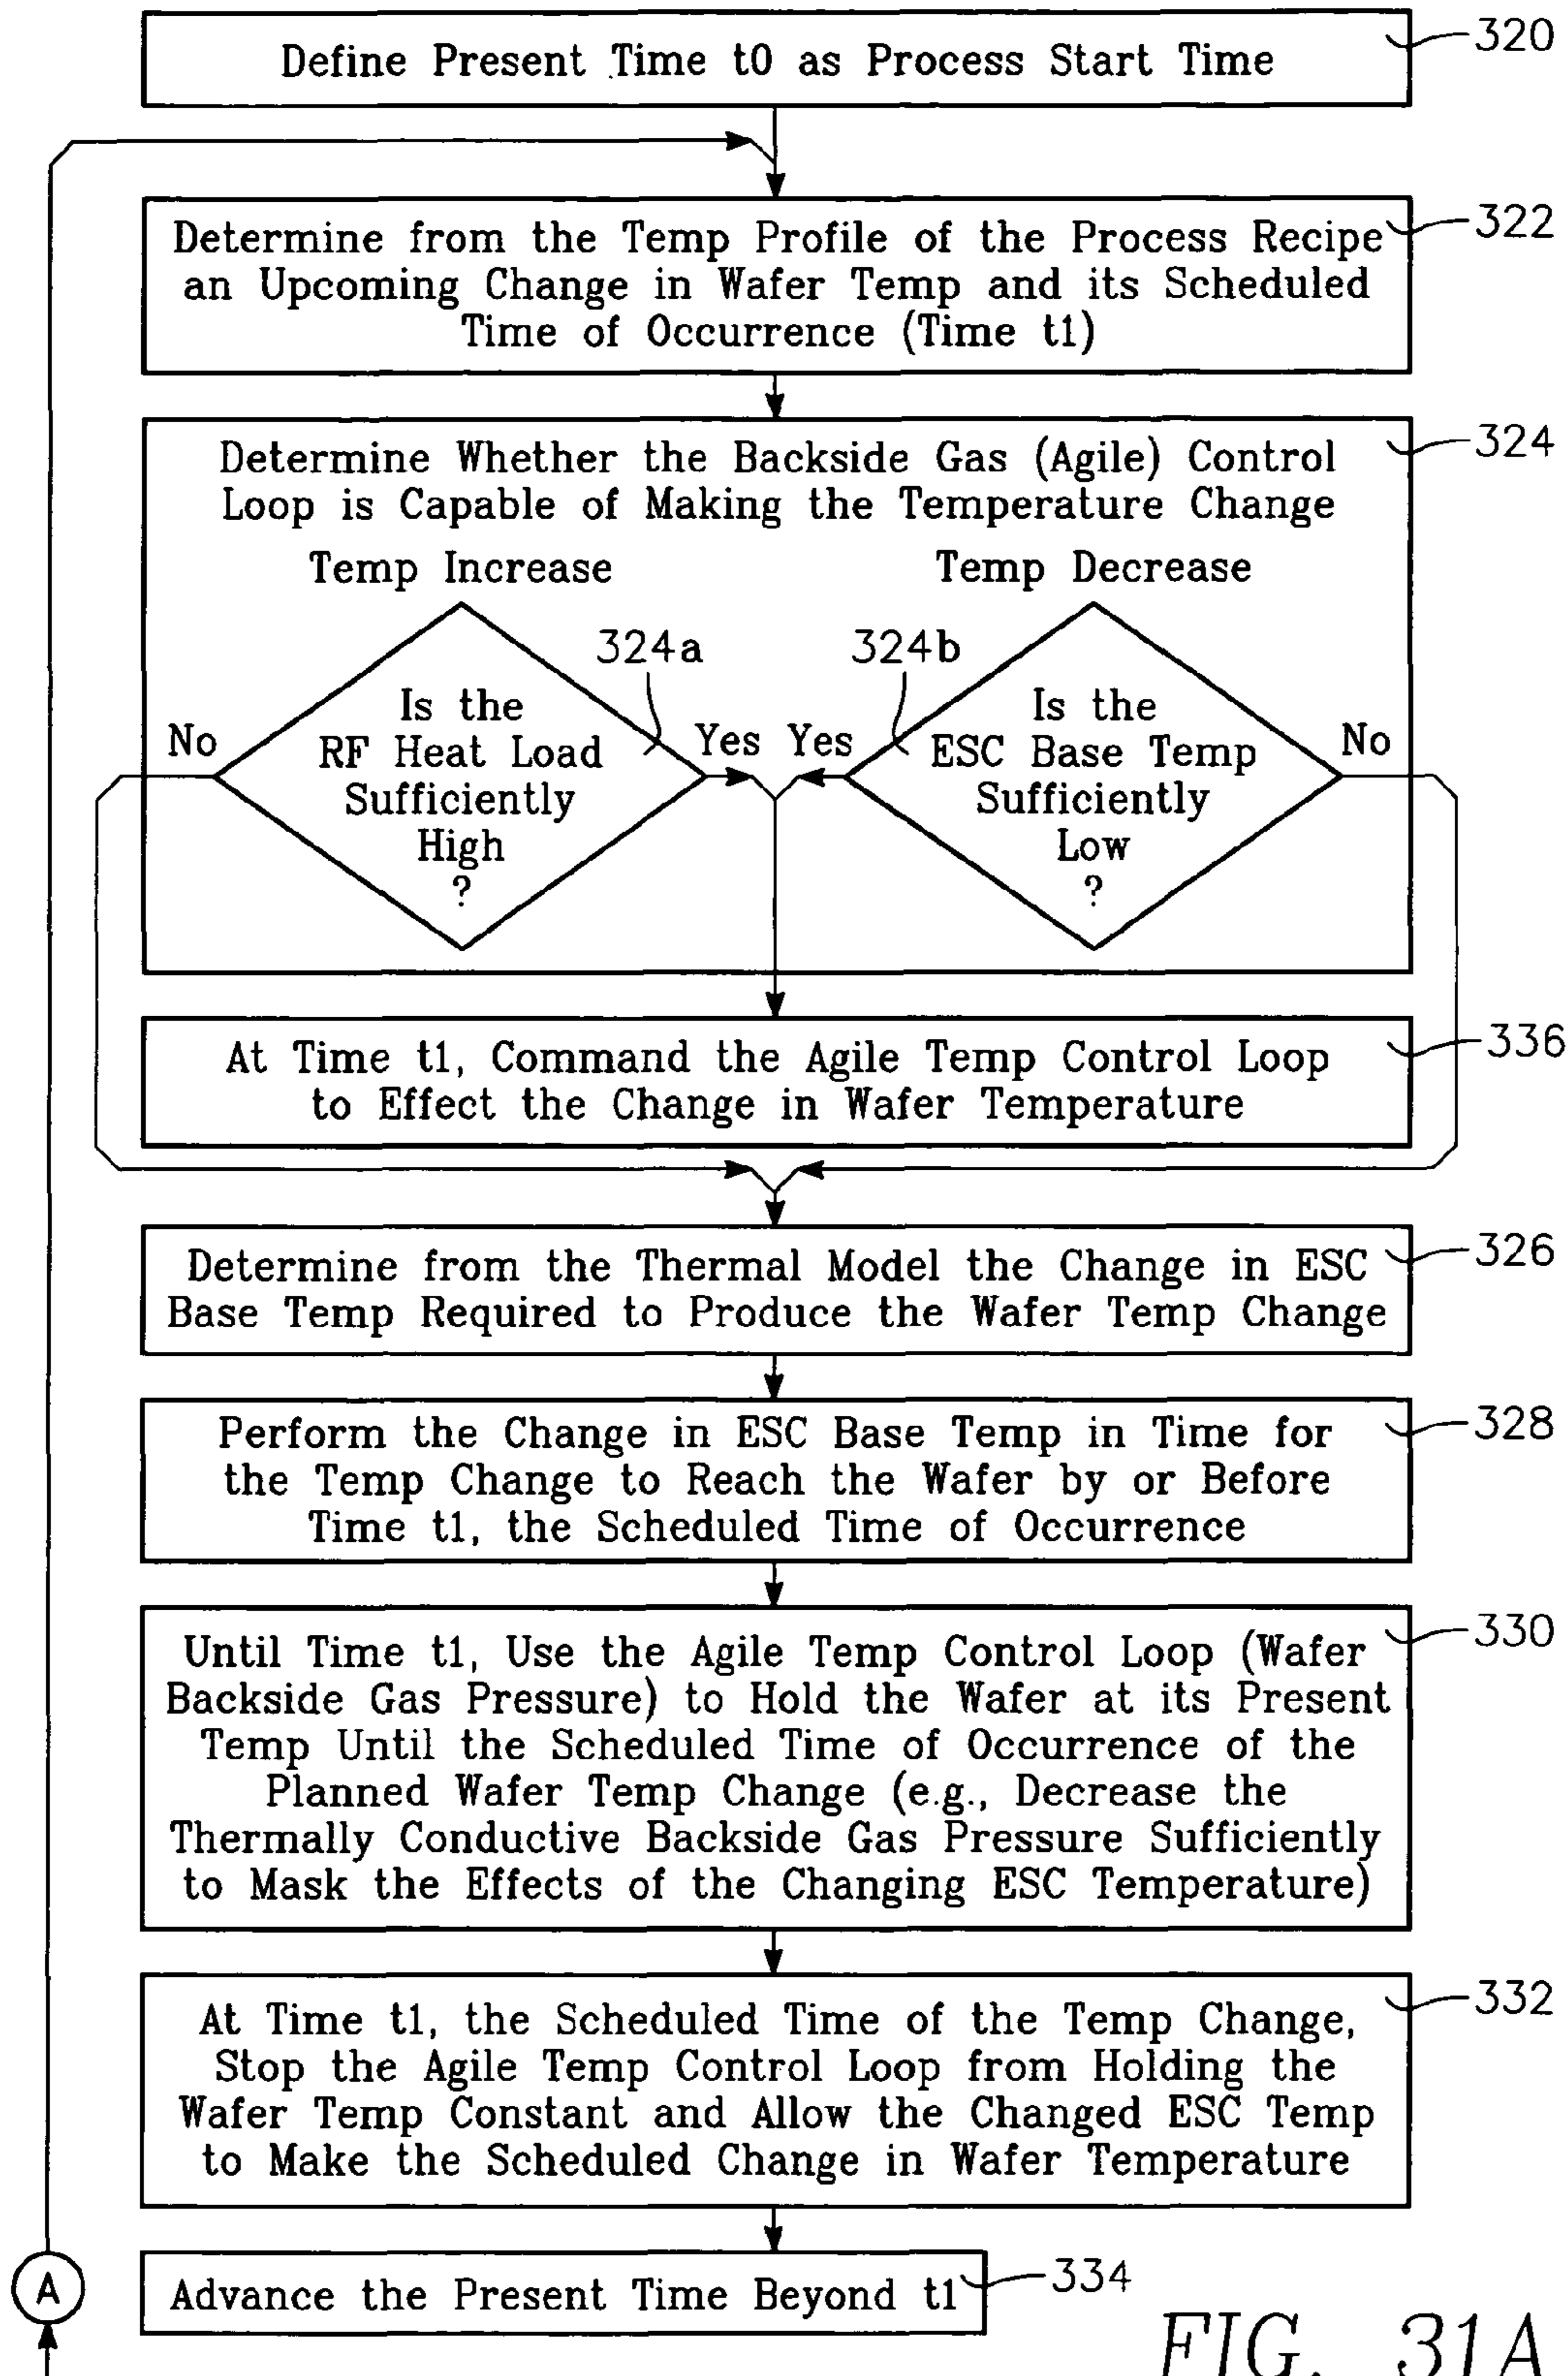 Define Present Time t0 as Process Start Time
320
Determine from the Temp Profile of the Process Recipe
an Upcoming Change in Wafer Temp and its Scheduled
Time of Occurrence (Time t1)
322
Determine Whether the Backside Gas (Agile) Control
Loop is Capable of Making the Temperature Change
324
Temp Increase
Temp Decrease
324a
324b
Is the
RF Heat Load
Sufficiently
High
?
No
Yes
Yes
Is the
ESC Base Temp
Sufficiently
Low
?
No
At Time t1, Command the Agile Temp Control Loop
to Effect the Change in Wafer Temperature
336
Determine from the Thermal Model the Change in ESC
Base Temp Required to Produce the Wafer Temp Change
326
Perform the Change in ESC Base Temp in Time for
the Temp Change to Reach the Wafer by or Before
Time t1, the Scheduled Time of Occurrence
328
Until Time t1, Use the Agile Temp Control Loop (Wafer
Backside Gas Pressure) to Hold the Wafer at its Present
Temp Until the Scheduled Time of Occurrence of the
Planned Wafer Temp Change (e.g., Decrease the
Thermally Conductive Backside Gas Pressure Sufficiently
to Mask the Effects of the Changing ESC Temperature)
330
At Time t1, the Scheduled Time of the Temp Change,
Stop the Agile Temp Control Loop from Holding the
Wafer Temp Constant and Allow the Changed ESC Temp
to Make the Scheduled Change in Wafer Temperature
332
A
Advance the Present Time Beyond t1
334
FIG. 31A